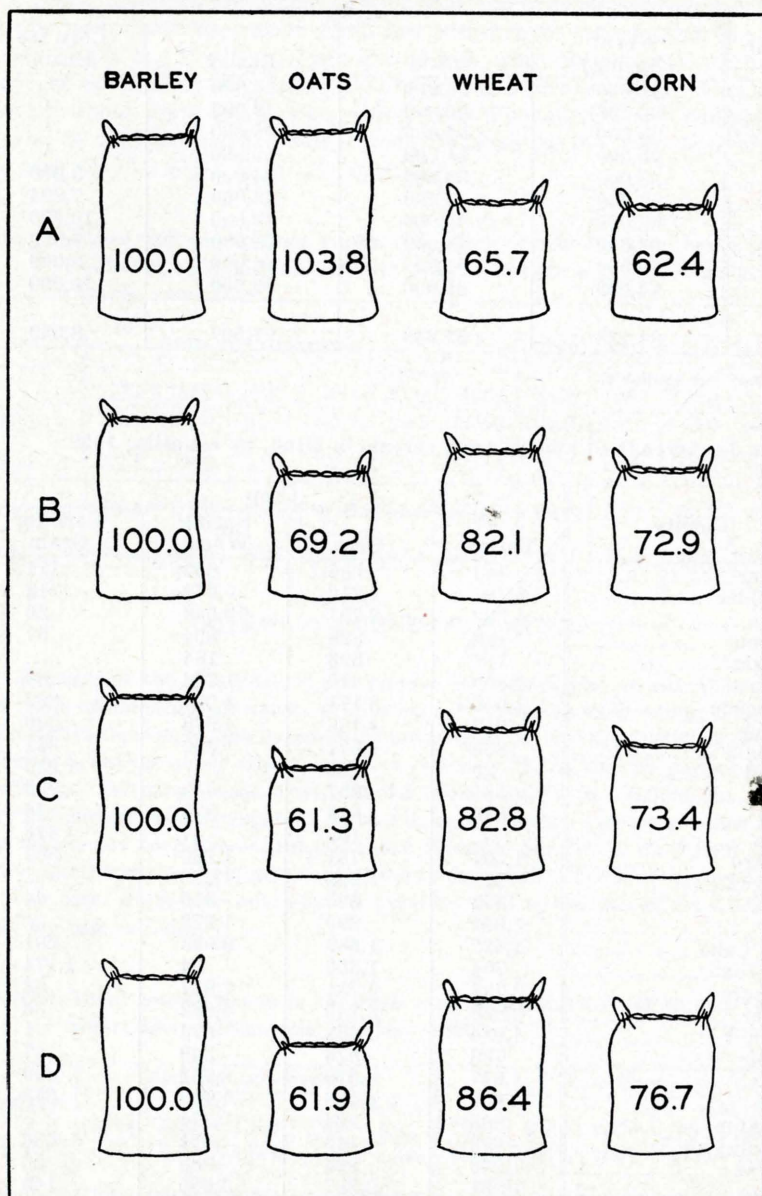 BARLEY OATS WHEAT CORN
A 100.0 103.8 65.7 62.4
B 100.0 69.2 82.1 72.9
C 100.0 61.3 82.8 73.4
D 100.0 61.9 86.4 76.7